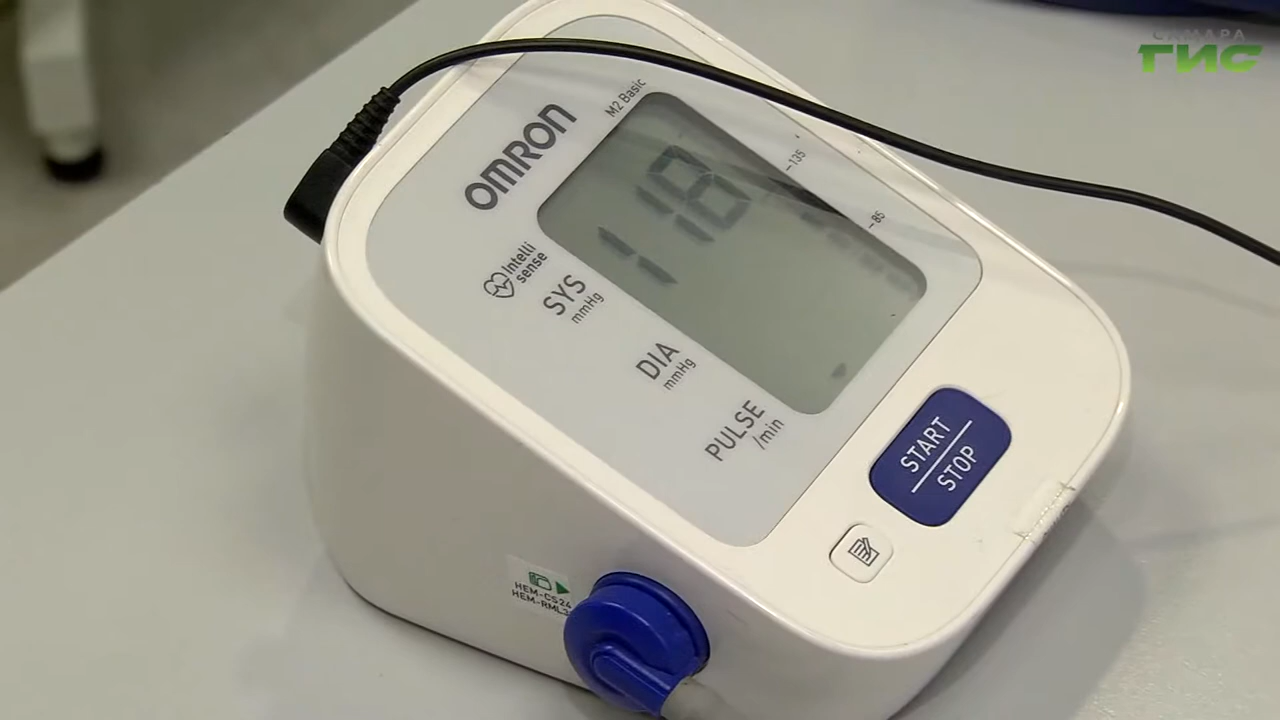 САМАРА
ГИС
OMRON
M2 Basic
118
-135
-85
Intelli
sense
SYS
mmHg
DIA
mmHg
PULSE
/min
START
STOP
HEM-CS24